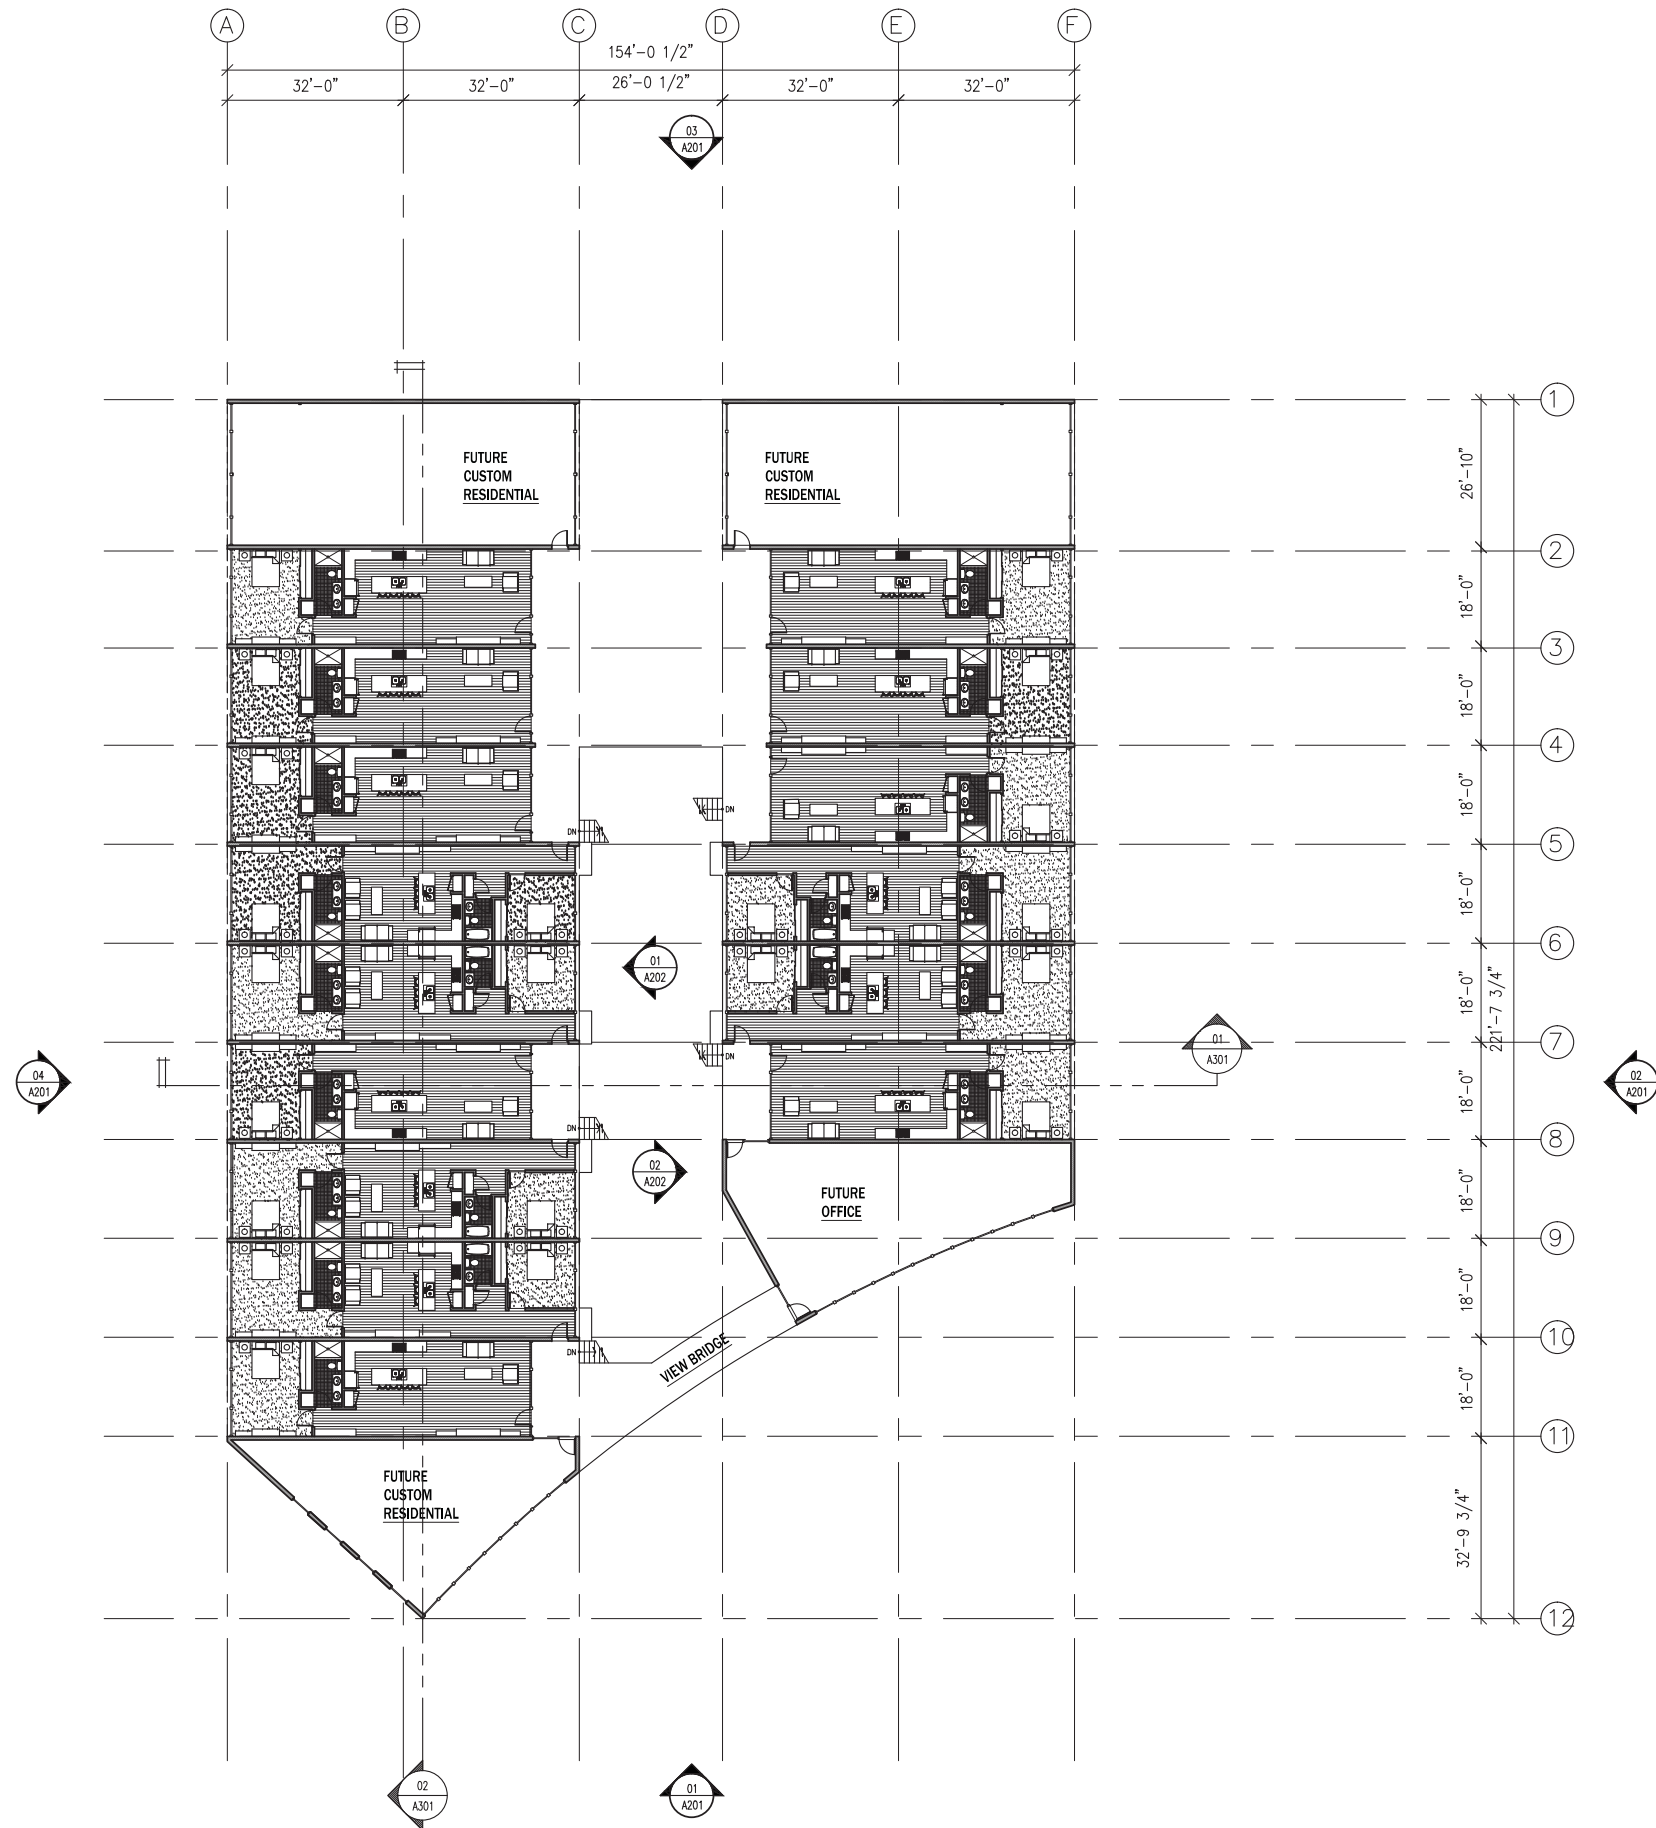 A
B
C
D
E
F
154'-0 1/2"
32'-0"
32'-0"
26'-0 1/2"
32'-0"
32'-0"
03
A201
1
FUTURE
CUSTOM
RESIDENTIAL
FUTURE
CUSTOM
RESIDENTIAL
26'-10"
2
18'-0"
3
18'-0"
4
18'-0"
DN
DN
5
18'-0"
6
01
A202
18'-0"
221'-7 3/4"
7
01
A301
DN
04
A201
02
A201
18'-0"
DN
8
02
A202
FUTURE
OFFICE
18'-0"
9
18'-0"
10
DN
VIEW BRIDGE
18'-0"
11
FUTURE
CUSTOM
RESIDENTIAL
32'-9 3/4"
12
02
A301
01
A201